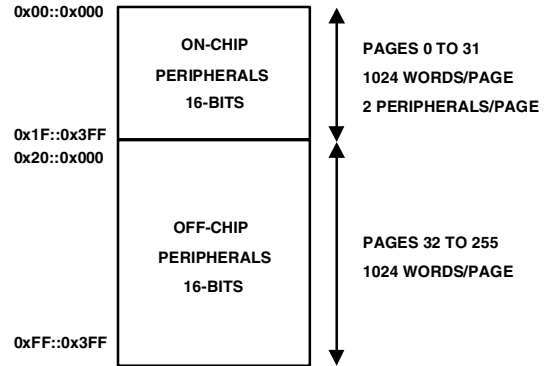 0x00::0x000
ON-CHIP
PERIPHERALS
16-BITS
PAGES 0 TO 31
1024 WORDS/PAGE
2 PERIPHERALS/PAGE
0x1F::0x3FF
0x20::0x000
OFF-CHIP
PERIPHERALS
16-BITS
PAGES 32 TO 255
1024 WORDS/PAGE
0xFF::0x3FF